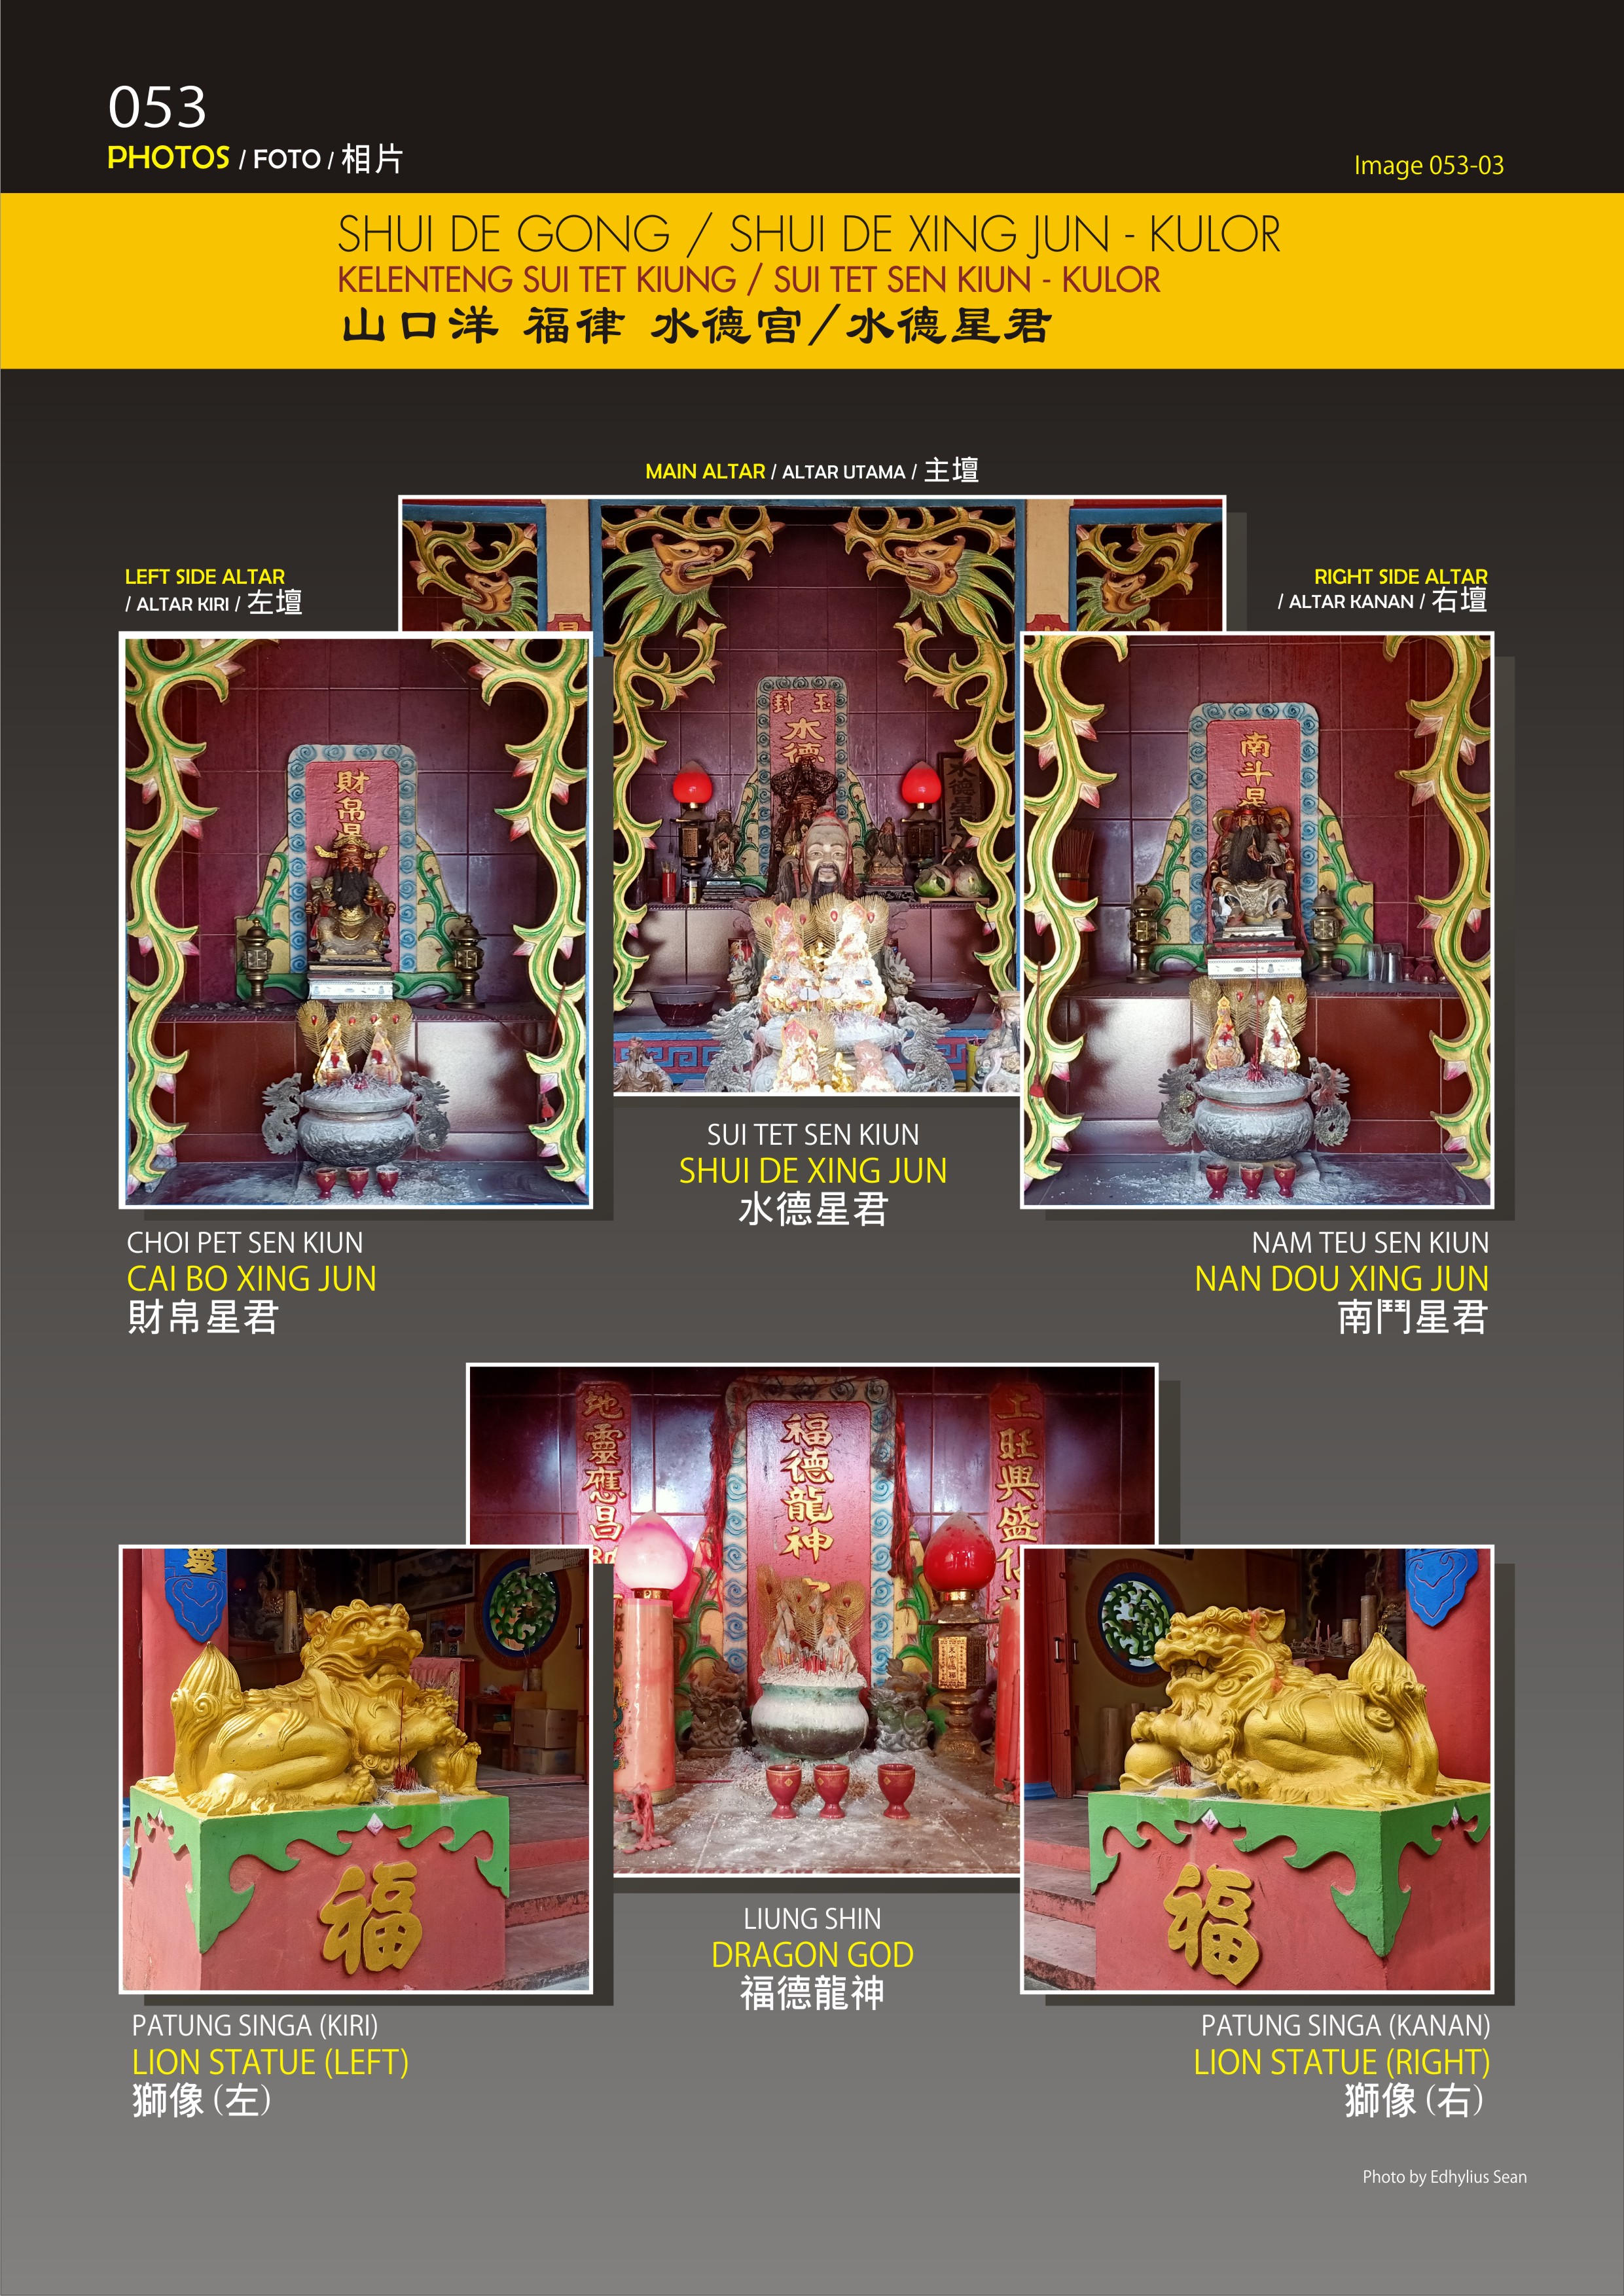 053
PHOTOS / FOTO / 相片
Image 053-03
SHUI DE GONG / SHUI DE XING JUN - KULOR
KELENTENG SUI TET KIUNG / SUI TET SEN KIUN - KULOR
山口洋 福律 水德宫/水德星君
MAIN ALTAR / ALTAR UTAMA / 主壇
LEFT SIDE ALTAR
/ ALTAR KIRI / 左壇
RIGHT SIDE ALTAR
/ ALTAR KANAN / 右壇
財帛星
封 玉
水德
水德星
南斗星
SUI TET SEN KIUN
SHUI DE XING JUN
水德星君
CHOI PET SEN KIUN
CAI BO XING JUN
財帛星君
NAM TEU SEN KIUN
NAN DOU XING JUN
南鬥星君
地靈應昌
福德龍神
工旺興盛
福
福
LIUNG SHIN
DRAGON GOD
福德龍神
PATUNG SINGA (KIRI)
LION STATUE (LEFT)
獅像 (左)
PATUNG SINGA (KANAN)
LION STATUE (RIGHT)
獅像 (右)
Photo by Edhylius Sean